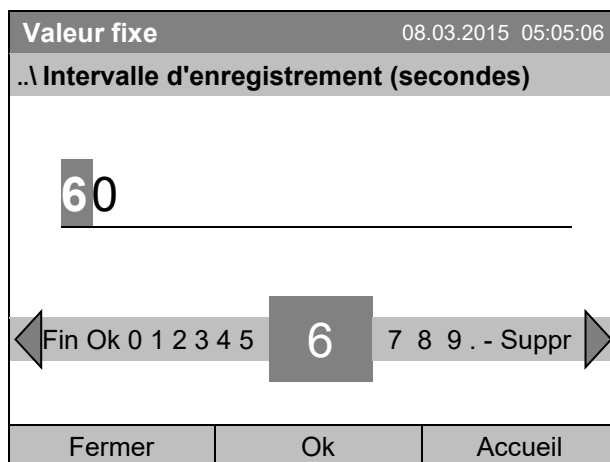 Valeur fixe 08.03.2015 05:05:06
..\ Intervalle d'enregistrement (secondes)
60
Fin Ok 0 1 2 3 4 5 6 7 8 9 . - Suppr
Fermer Ok Accueil